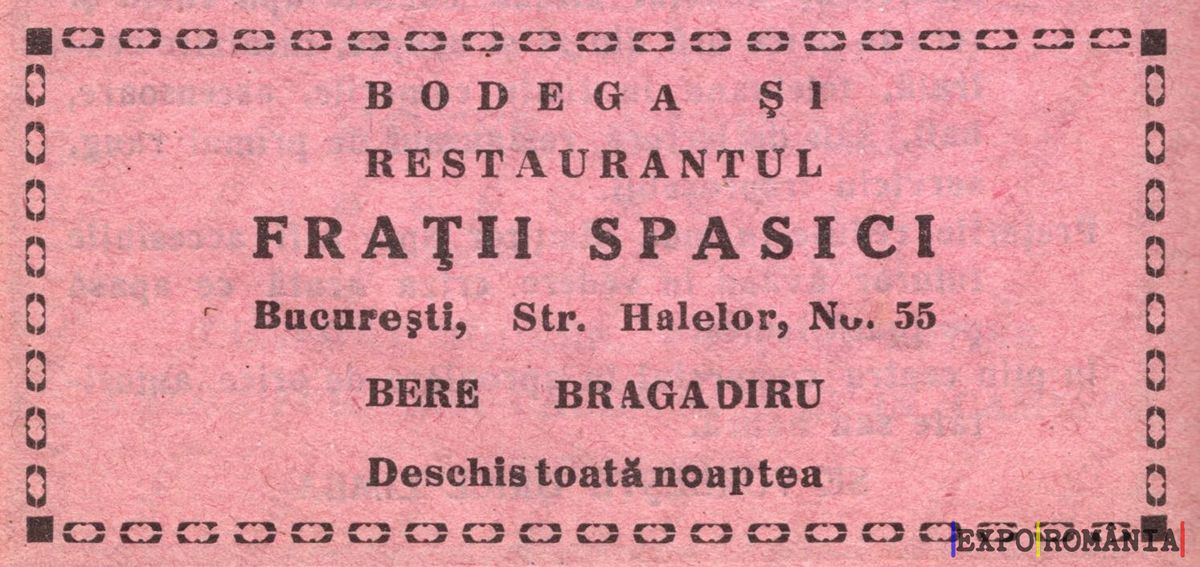 BODEGA ŞI
RESTAURANTUL
FRAŢII SPASICI
Bucureşti, Str. Halelor, No. 55
BERE BRAGADIRU
Deschis toată noaptea
EXPO ROMÂNIA